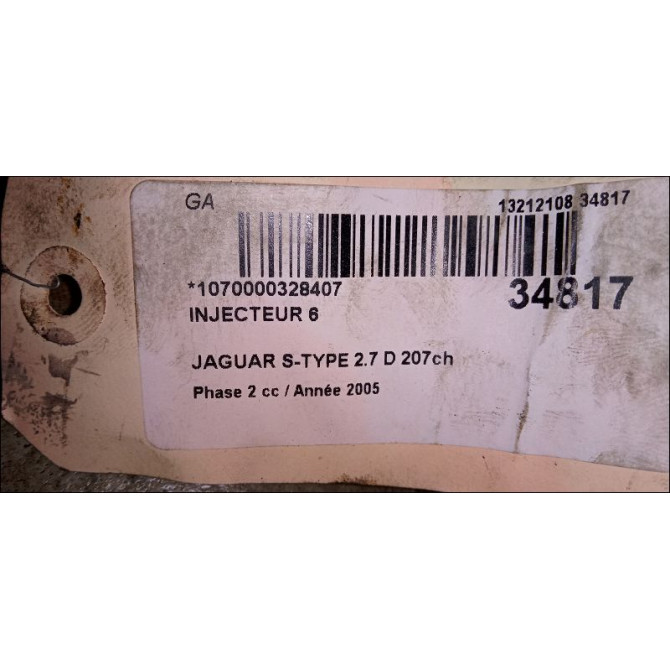 GA
13212108 34817
*1070000328407
34817
INJECTEUR 6
JAGUAR S-TYPE 2.7 D 207ch
Phase 2 cc / Année 2005